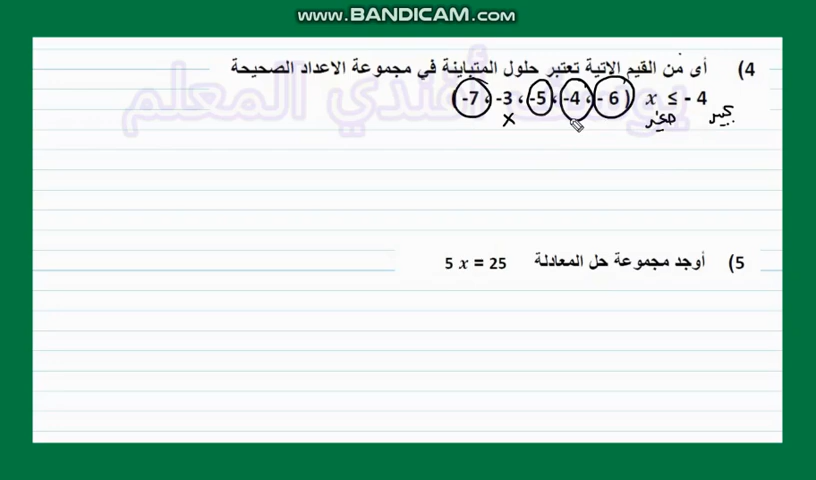 www.BANDICAM.com
4) أى من القيم الاتية تعتبر حلول المتباينة في مجموعة الاعداد الصحيحة
x ≤ - 4 ( - 6 ، -4 ، -5 ، -3 ، -7 )
كبير صغير x
5) أوجد مجموعة حل المعادلة 5 x = 25